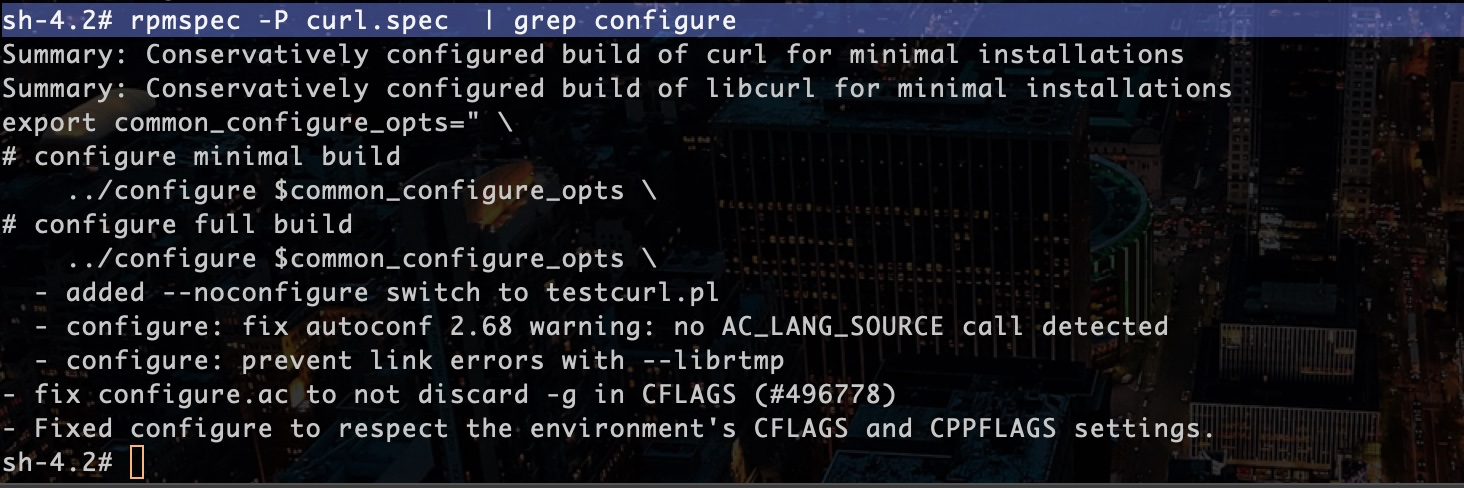 sh-4.2# rpmspec -P curl.spec  | grep configure
Summary: Conservatively configured build of curl for minimal installations
Summary: Conservatively configured build of libcurl for minimal installations
export common_configure_opts=" \
# configure minimal build
    ../configure $common_configure_opts \
# configure full build
    ../configure $common_configure_opts \
  - added --noconfigure switch to testcurl.pl
  - configure: fix autoconf 2.68 warning: no AC_LANG_SOURCE call detected
  - configure: prevent link errors with --librtmp
- fix configure.ac to not discard -g in CFLAGS (#496778)
- Fixed configure to respect the environment's CFLAGS and CPPFLAGS settings.
sh-4.2#